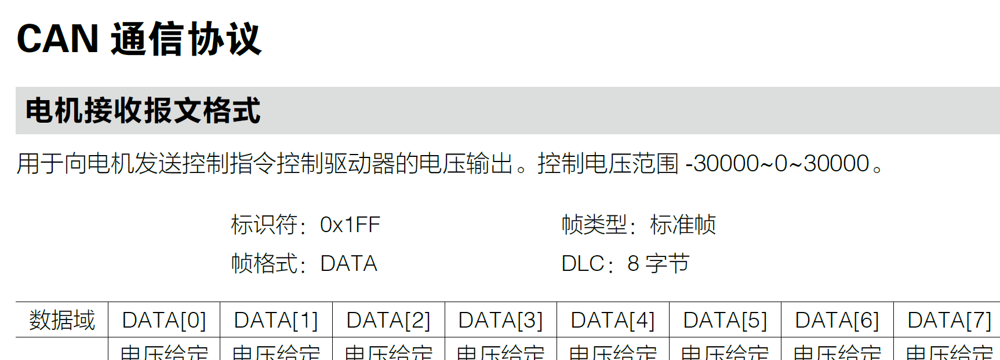 CAN 通信协议
电机接收报文格式
用于向电机发送控制指令控制驱动器的电压输出。控制电压范围 -30000~0~30000。
标识符：0x1FF 帧类型：标准帧
帧格式：DATA DLC：8 字节
数据域 DATA[0] DATA[1] DATA[2] DATA[3] DATA[4] DATA[5] DATA[6] DATA[7]
电压给定 电压给定 电压给定 电压给定 电压给定 电压给定 电压给定 电压给定